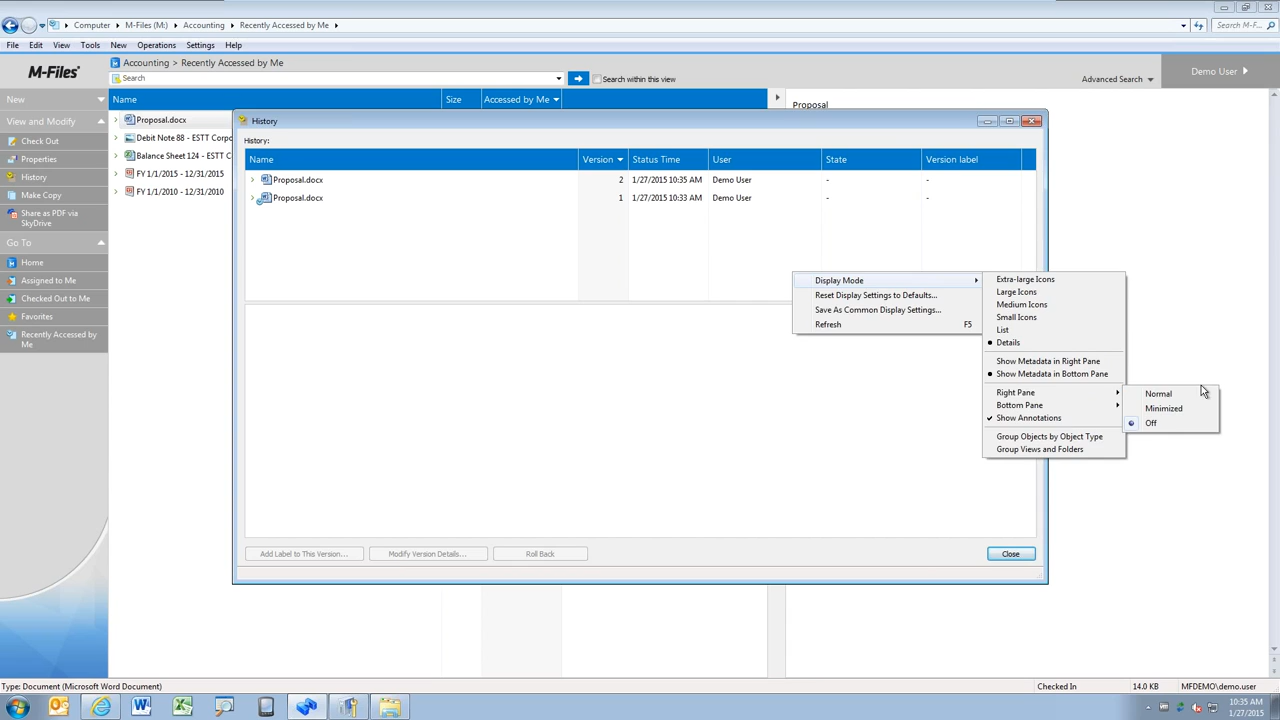 Computer ▸ M-Files (M:) ▸ Accounting ▸ Recently Accessed by Me ▸
Search M-F...
File Edit View Tools New Operations Settings Help
M-Files
Accounting > Recently Accessed by Me
Search
Search within this view
Advanced Search
Demo User
New
View and Modify
Check Out
Properties
History
Make Copy
Share as PDF via
SkyDrive
Go To
Home
Assigned to Me
Checked Out to Me
Favorites
Recently Accessed by
Me
Name Size Accessed by Me
Proposal.docx
Debit Note 88 - ESTT Corpo
Balance Sheet 124 - ESTT C
FY 1/1/2015 - 12/31/2015
FY 1/1/2010 - 12/31/2010
Proposal
History
History:
Name Version Status Time User State Version label
Proposal.docx 2 1/27/2015 10:35 AM Demo User - -
Proposal.docx 1 1/27/2015 10:33 AM Demo User - -
Display Mode
Reset Display Settings to Defaults...
Save As Common Display Settings...
Refresh F5
Extra-large Icons
Large Icons
Medium Icons
Small Icons
List
Details
Show Metadata in Right Pane
Show Metadata in Bottom Pane
Right Pane
Bottom Pane
Show Annotations
Group Objects by Object Type
Group Views and Folders
Normal
Minimized
Off
Add Label to This Version... Modify Version Details... Roll Back Close
Type: Document (Microsoft Word Document) Checked In 14.0 KB MFDEMO\demo.user
10:35 AM
1/27/2015